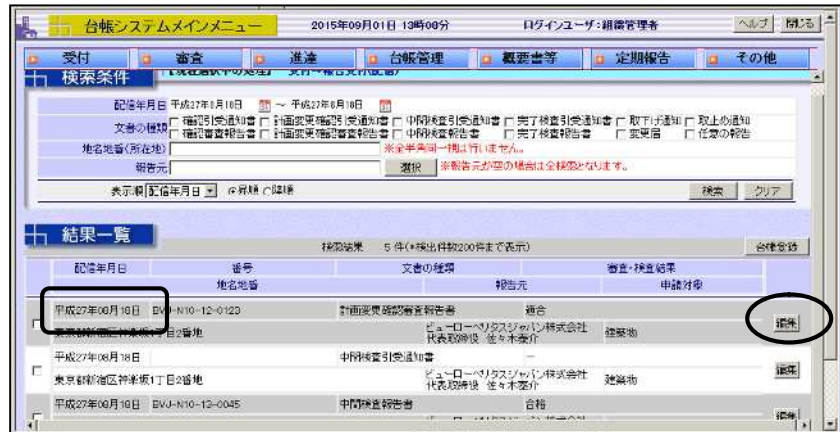 台帳システムメインメニュー 2015年09月01日 13時08分 ログインユーザ:組織管理者 ヘルプ 閉じる
受付 審査 進達 台帳管理 概要書等 定期報告 その他
検索条件
配信年月日 平成27年8月18日 ～ 平成27年8月18日
文書の種類 確認引受通知書 計画変更確認引受通知書 中間検査引受通知書 完了検査引受通知書 取下げ通知 取止め通知
確認審査報告書 計画変更確認審査報告書 中間検査報告書 完了検査報告書 変更届 任意の報告
地名地番(所在地) ※全半角同一視は行いません。
報告元 選択 ※報告元が空の場合は全検索となります。
表示順 配信年月日 昇順 降順 検索 クリア
結果一覧 検索結果 5 件(*検出件数200件まで表示) 台帳登録
配信年月日 番号 文書の種類 審査・検査結果
地名地番 報告元 申請対象
平成27年08月18日 BVJ-N10-12-0123 計画変更確認審査報告書 適合
東京都新宿区神楽坂1丁目2番地 ビューローベリタスジャパン株式会社 建築物 編集
代表取締役 佐々木泰介
平成27年08月18日 中間検査引受通知書 －
東京都新宿区神楽坂1丁目2番地 ビューローベリタスジャパン株式会社 建築物 編集
代表取締役 佐々木泰介
平成27年08月18日 BVJ-N10-12-0045 中間検査報告書 合格
編集